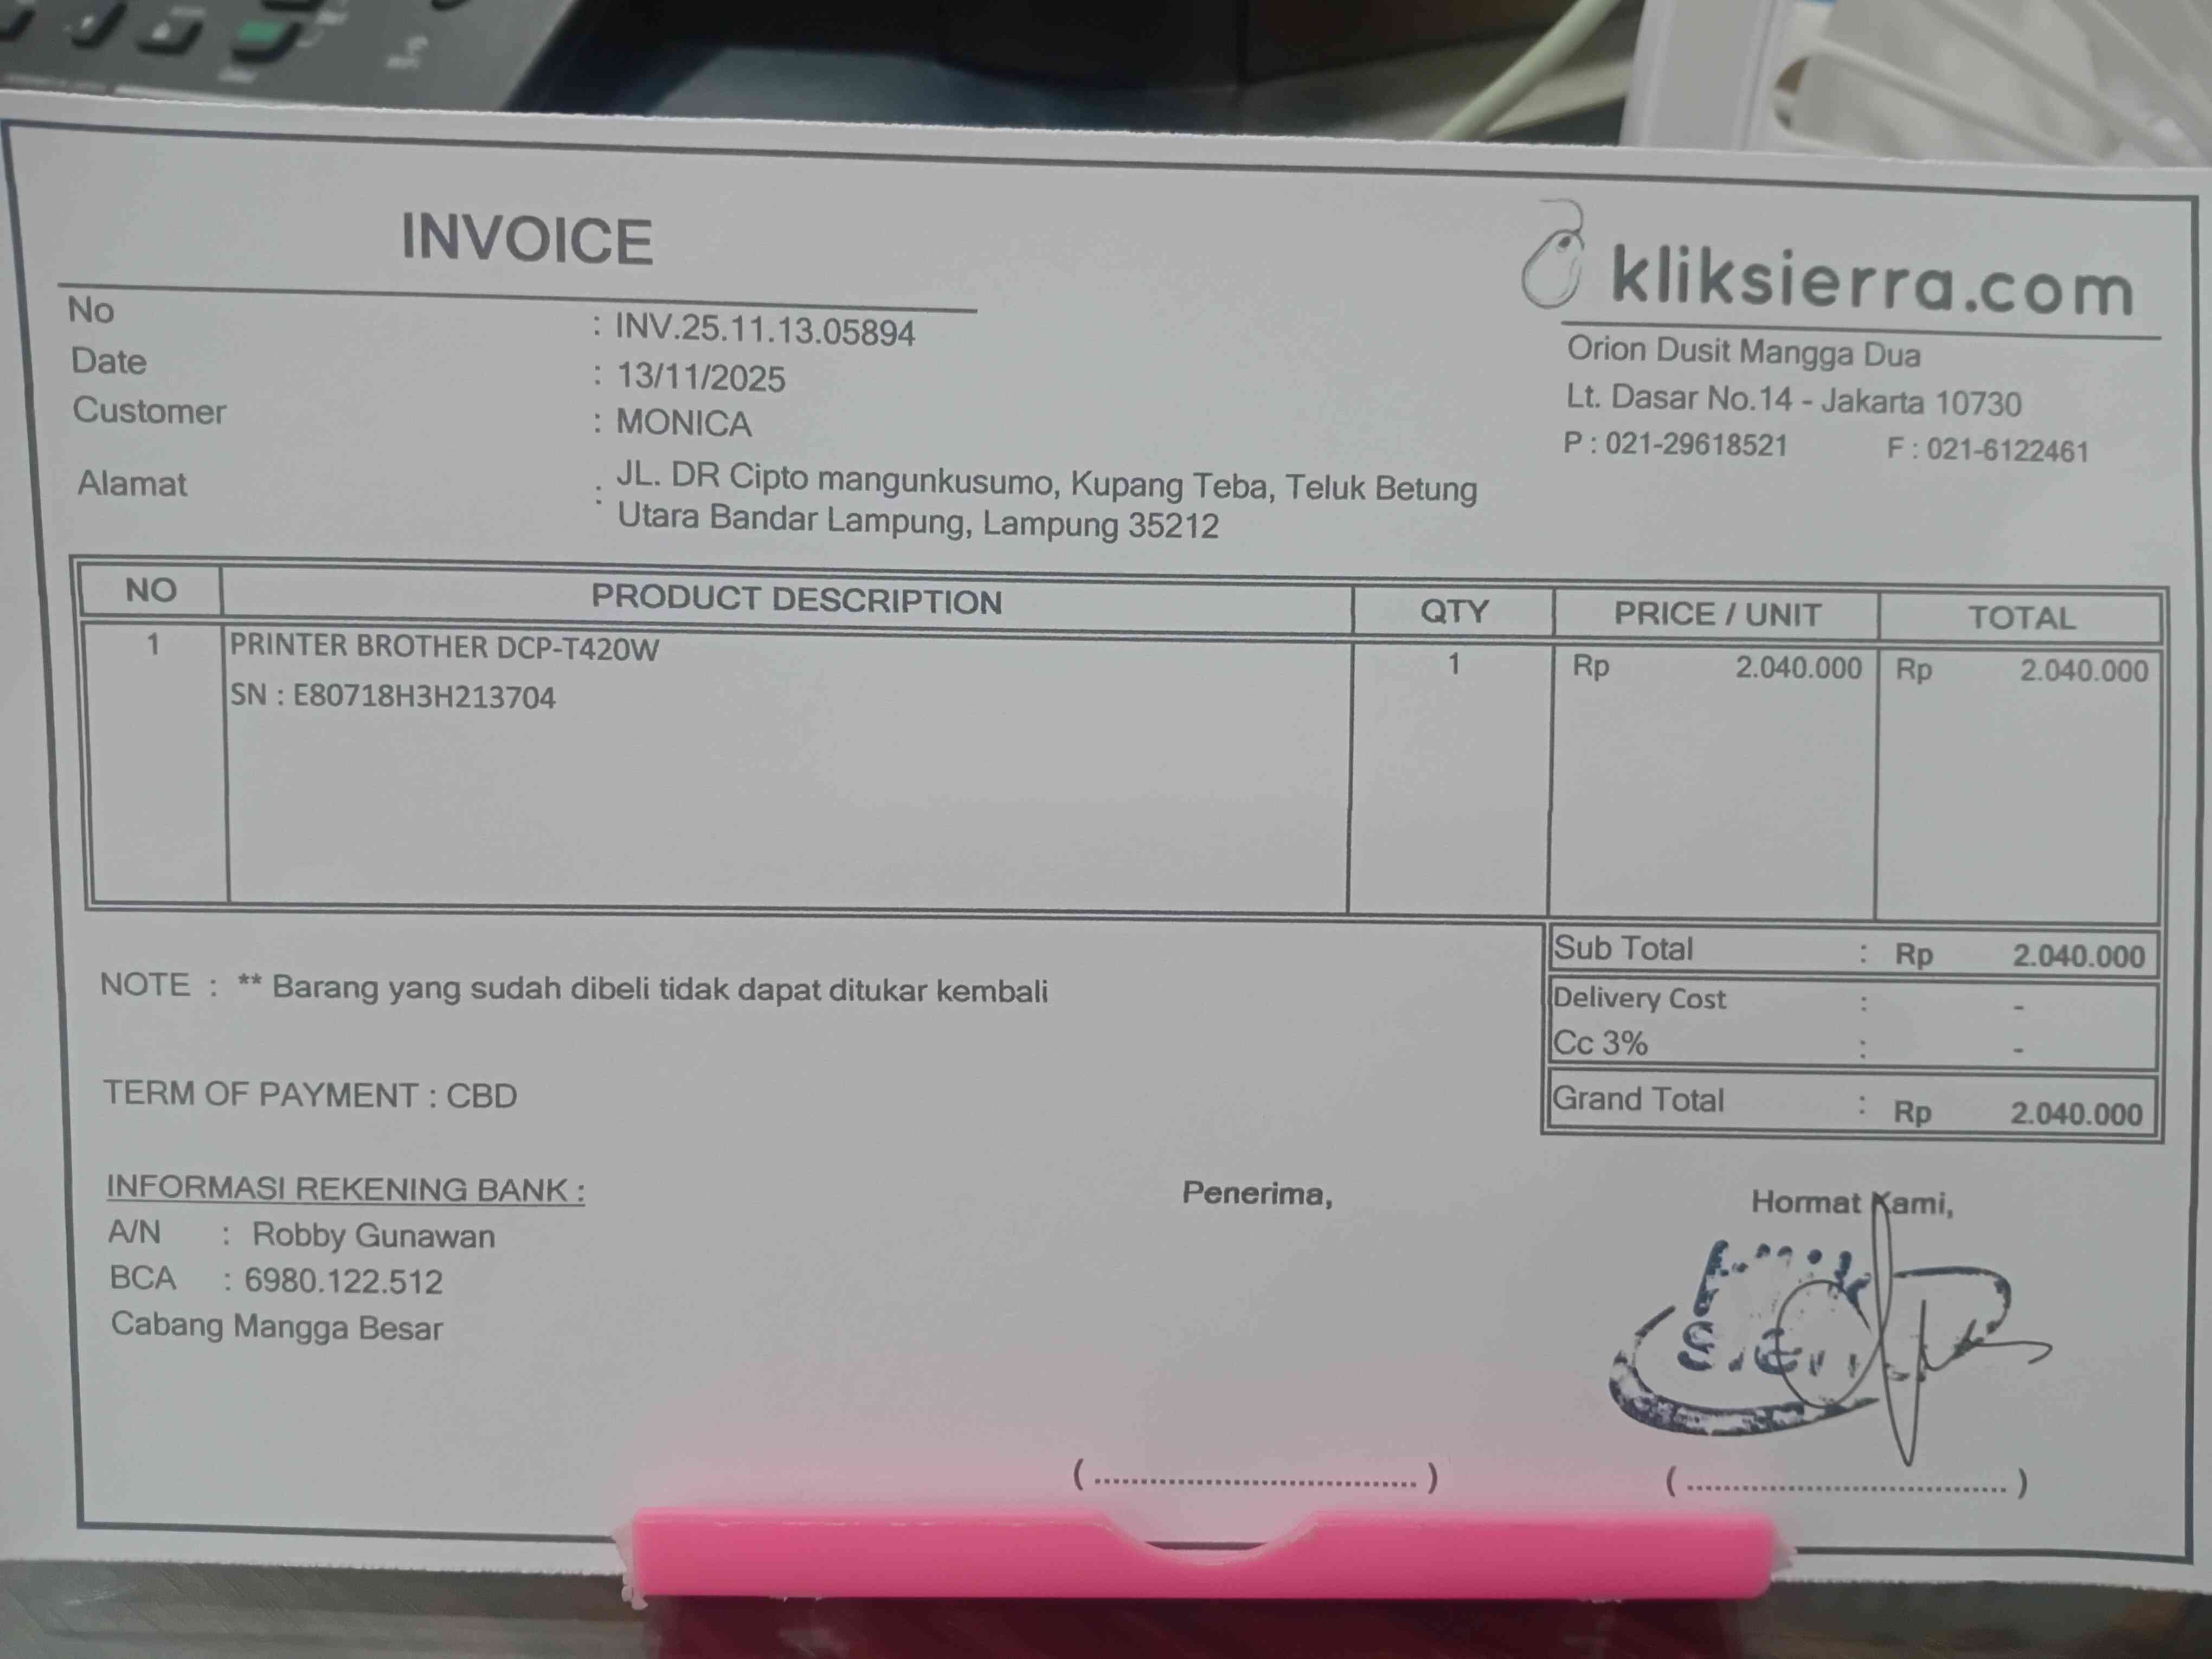 INVOICE
kliksierra.com
No : INV.25.11.13.05894
Date : 13/11/2025
Customer : MONICA
Alamat : JL. DR Cipto mangunkusumo, Kupang Teba, Teluk Betung
Utara Bandar Lampung, Lampung 35212
Orion Dusit Mangga Dua
Lt. Dasar No.14 - Jakarta 10730
P : 021-29618521 F : 021-6122461
NO PRODUCT DESCRIPTION QTY PRICE / UNIT TOTAL
1 PRINTER BROTHER DCP-T420W 1 Rp 2.040.000 Rp 2.040.000
SN : E80718H3H213704
Sub Total : Rp 2.040.000
Delivery Cost : -
Cc 3% : -
Grand Total : Rp 2.040.000
NOTE : ** Barang yang sudah dibeli tidak dapat ditukar kembali
TERM OF PAYMENT : CBD
INFORMASI REKENING BANK :
A/N : Robby Gunawan
BCA : 6980.122.512
Cabang Mangga Besar
Penerima,
Hormat Kami,
(....................................)
(....................................)